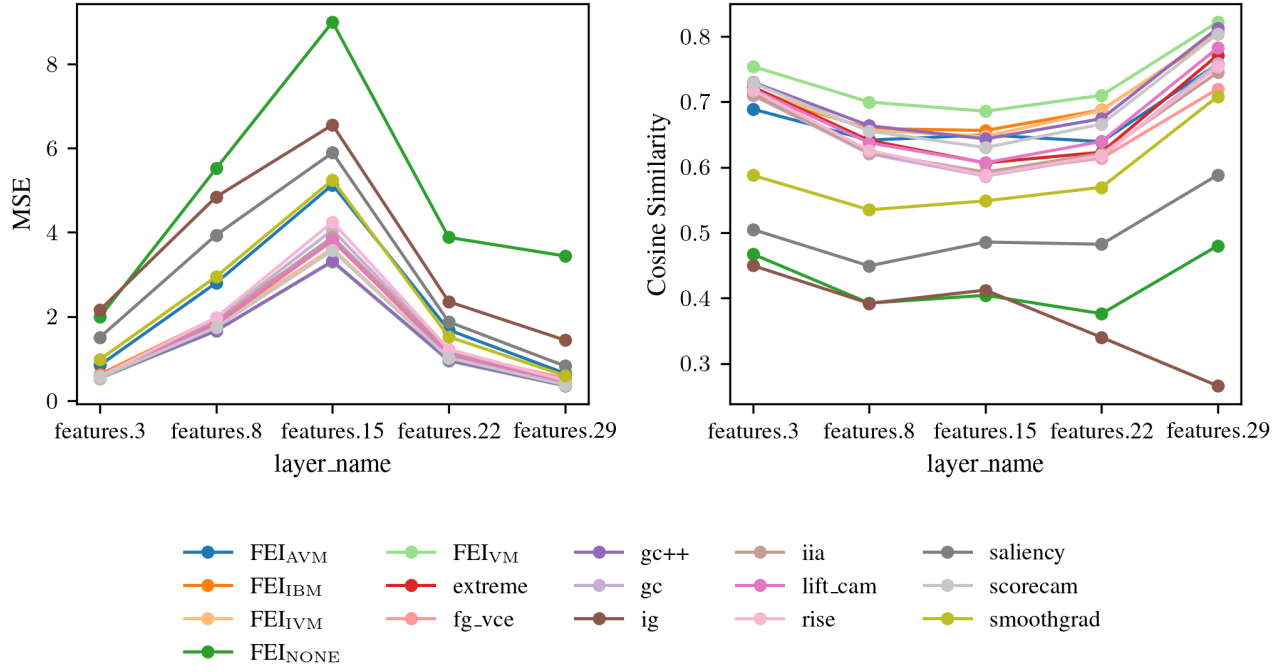 8
6
4
2
0
MSE
features.3
features.8
features.15
features.22
features.29
layer_name
0.8
0.7
0.6
0.5
0.4
0.3
Cosine Similarity
features.3
features.8
features.15
features.22
features.29
layer_name
FEI_AVM
FEI_IBM
FEI_IVM
FEI_NONE
FEI_VM
extreme
fg_vce
gc++
gc
ig
iia
lift_cam
rise
saliency
scorecam
smoothgrad